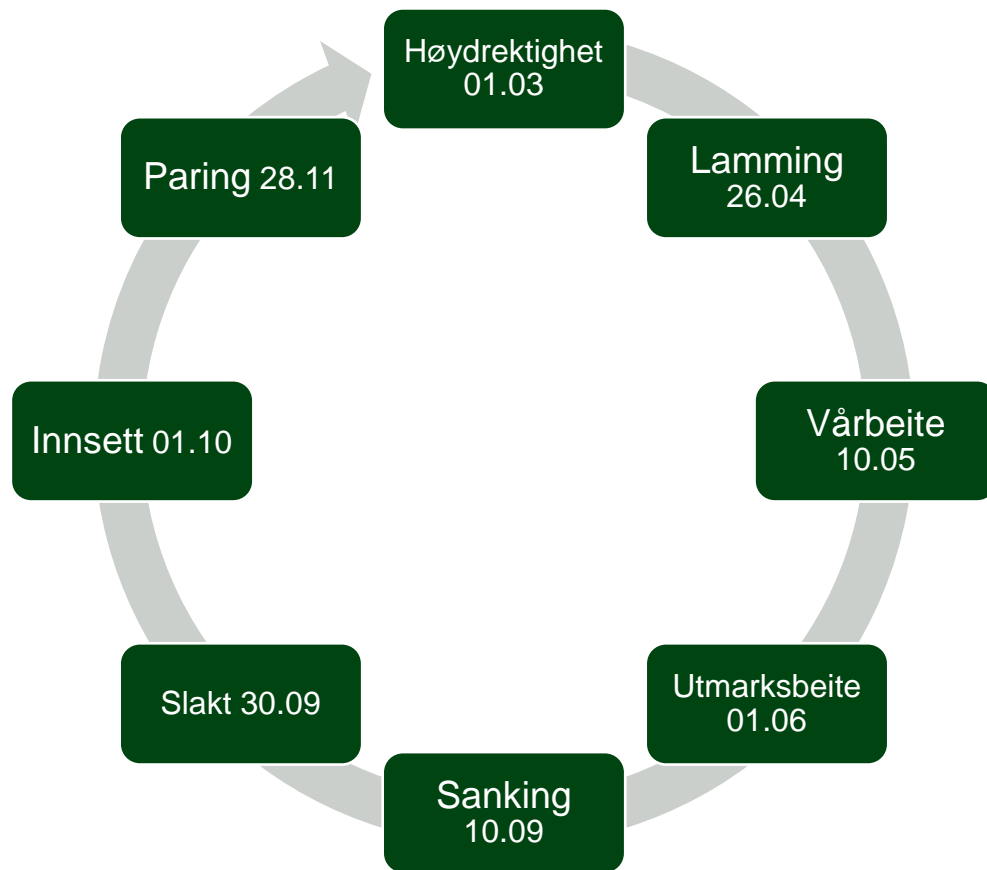 Høydrektighet
01.03
Lamming
26.04
Vårbeite
10.05
Utmarksbeite
01.06
Sanking
10.09
Slakt 30.09
Innsett 01.10
Paring 28.11